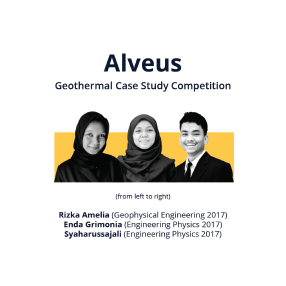 Alveus
Geothermal Case Study Competition
(from left to right)
Rizka Amelia (Geophysical Engineering 2017)
Enda Grimonia (Engineering Physics 2017)
Syaharussajali (Engineering Physics 2017)